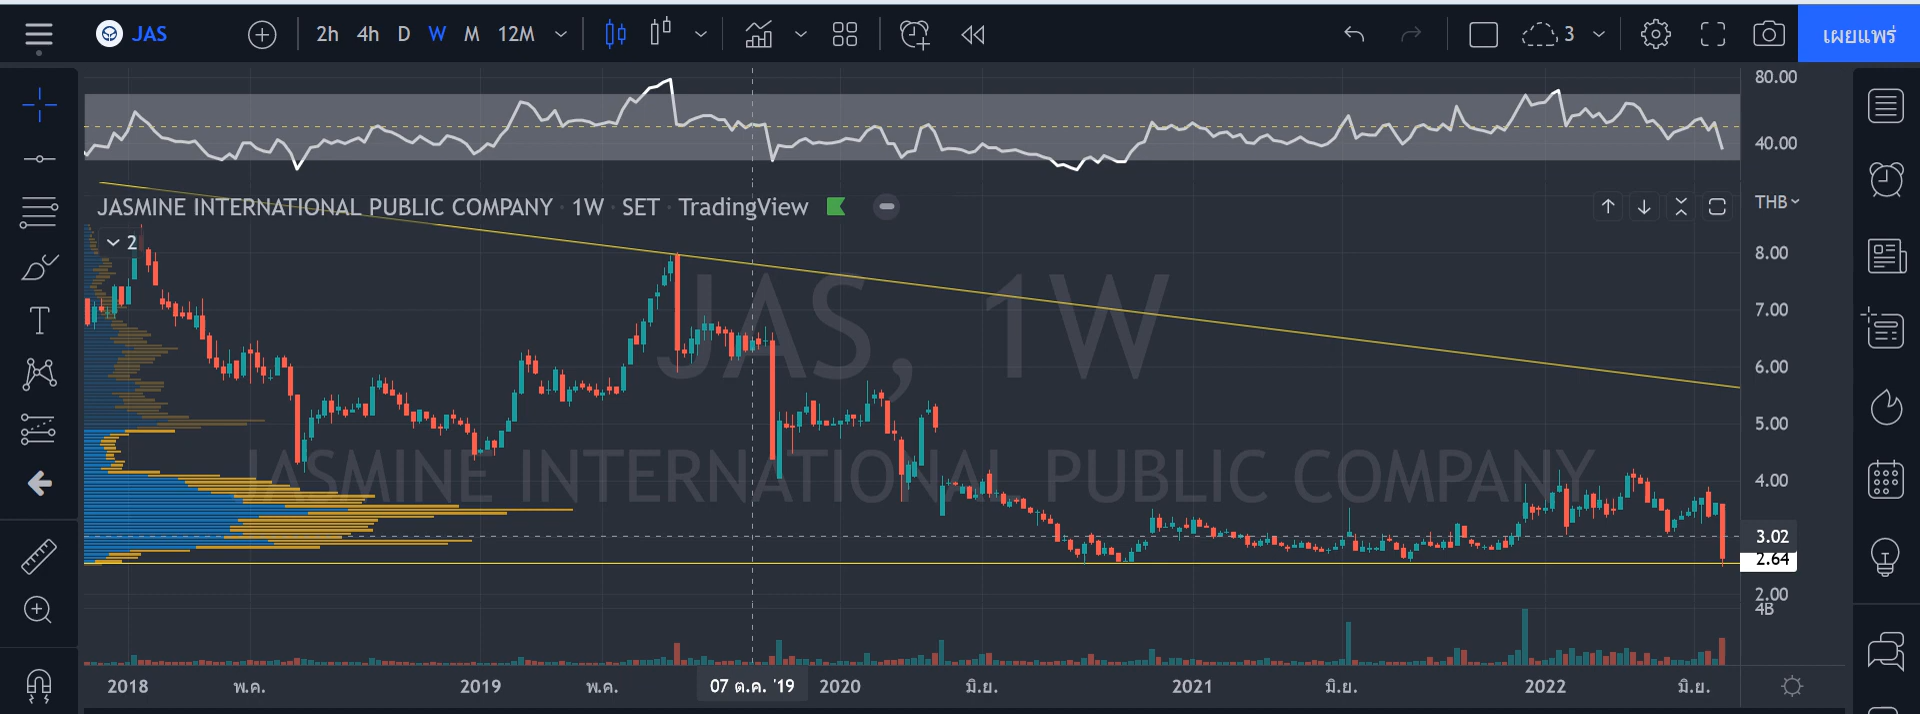 JAS 2h 4h D W M 12M 3 เผยแพร่
80.00
40.00
JASMINE INTERNATIONAL PUBLIC COMPANY · 1W · SET · TradingView
THB
2
8.00
7.00
6.00
5.00
4.00
3.02
2.64
2.00
4B
JAS, 1W
JASMINE INTERNATIONAL PUBLIC COMPANY
2018 พ.ค. 2019 พ.ค. 07 ต.ค. '19 2020 มิ.ย. 2021 มิ.ย. 2022 มิ.ย.